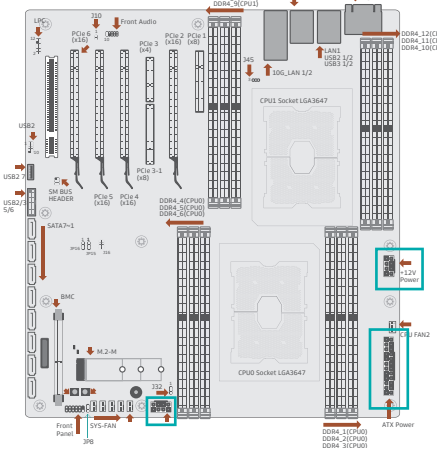 DDR4_9(CPU1)
J10
LPC
Front Audio
PCIe 6
(x16)
PCIe 3
(x4)
PCIe 2
(x16)
PCIe 1
(x8)
LAN1
USB2 1/2
USB3 1/2
J45
10G_LAN 1/2
DDR4_12(C
DDR4_11(C
DDR4_10(C
CPU1 Socket LGA3647
USB2
USB2 7
PCIe 3-1
(x8)
SM BUS
HEADER
PCIe 5
(x16)
PCIe 4
(x16)
USB2/3
5/6
DDR4_4(CPU0)
DDR4_5(CPU0)
DDR4_6(CPU0)
SATA7~1
+12V
Power
BMC
CPU FAN2
M.2-M
CPU0 Socket LGA3647
J32
Front
Panel
SYS-FAN
JPB
ATX Power
DDR4_1(CPU0)
DDR4_2(CPU0)
DDR4_3(CPU0)